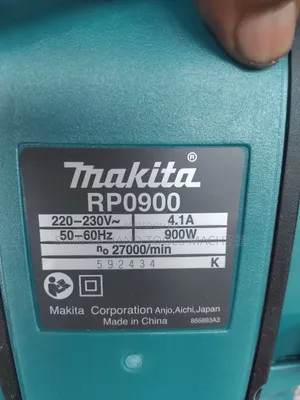 makita®
RP0900
220-230V~ 4.1A
50-60Hz 900W
n₀ 27000/min
592434 K
Makita Corporation Anjo,Aichi,Japan
Made in China 856893A3